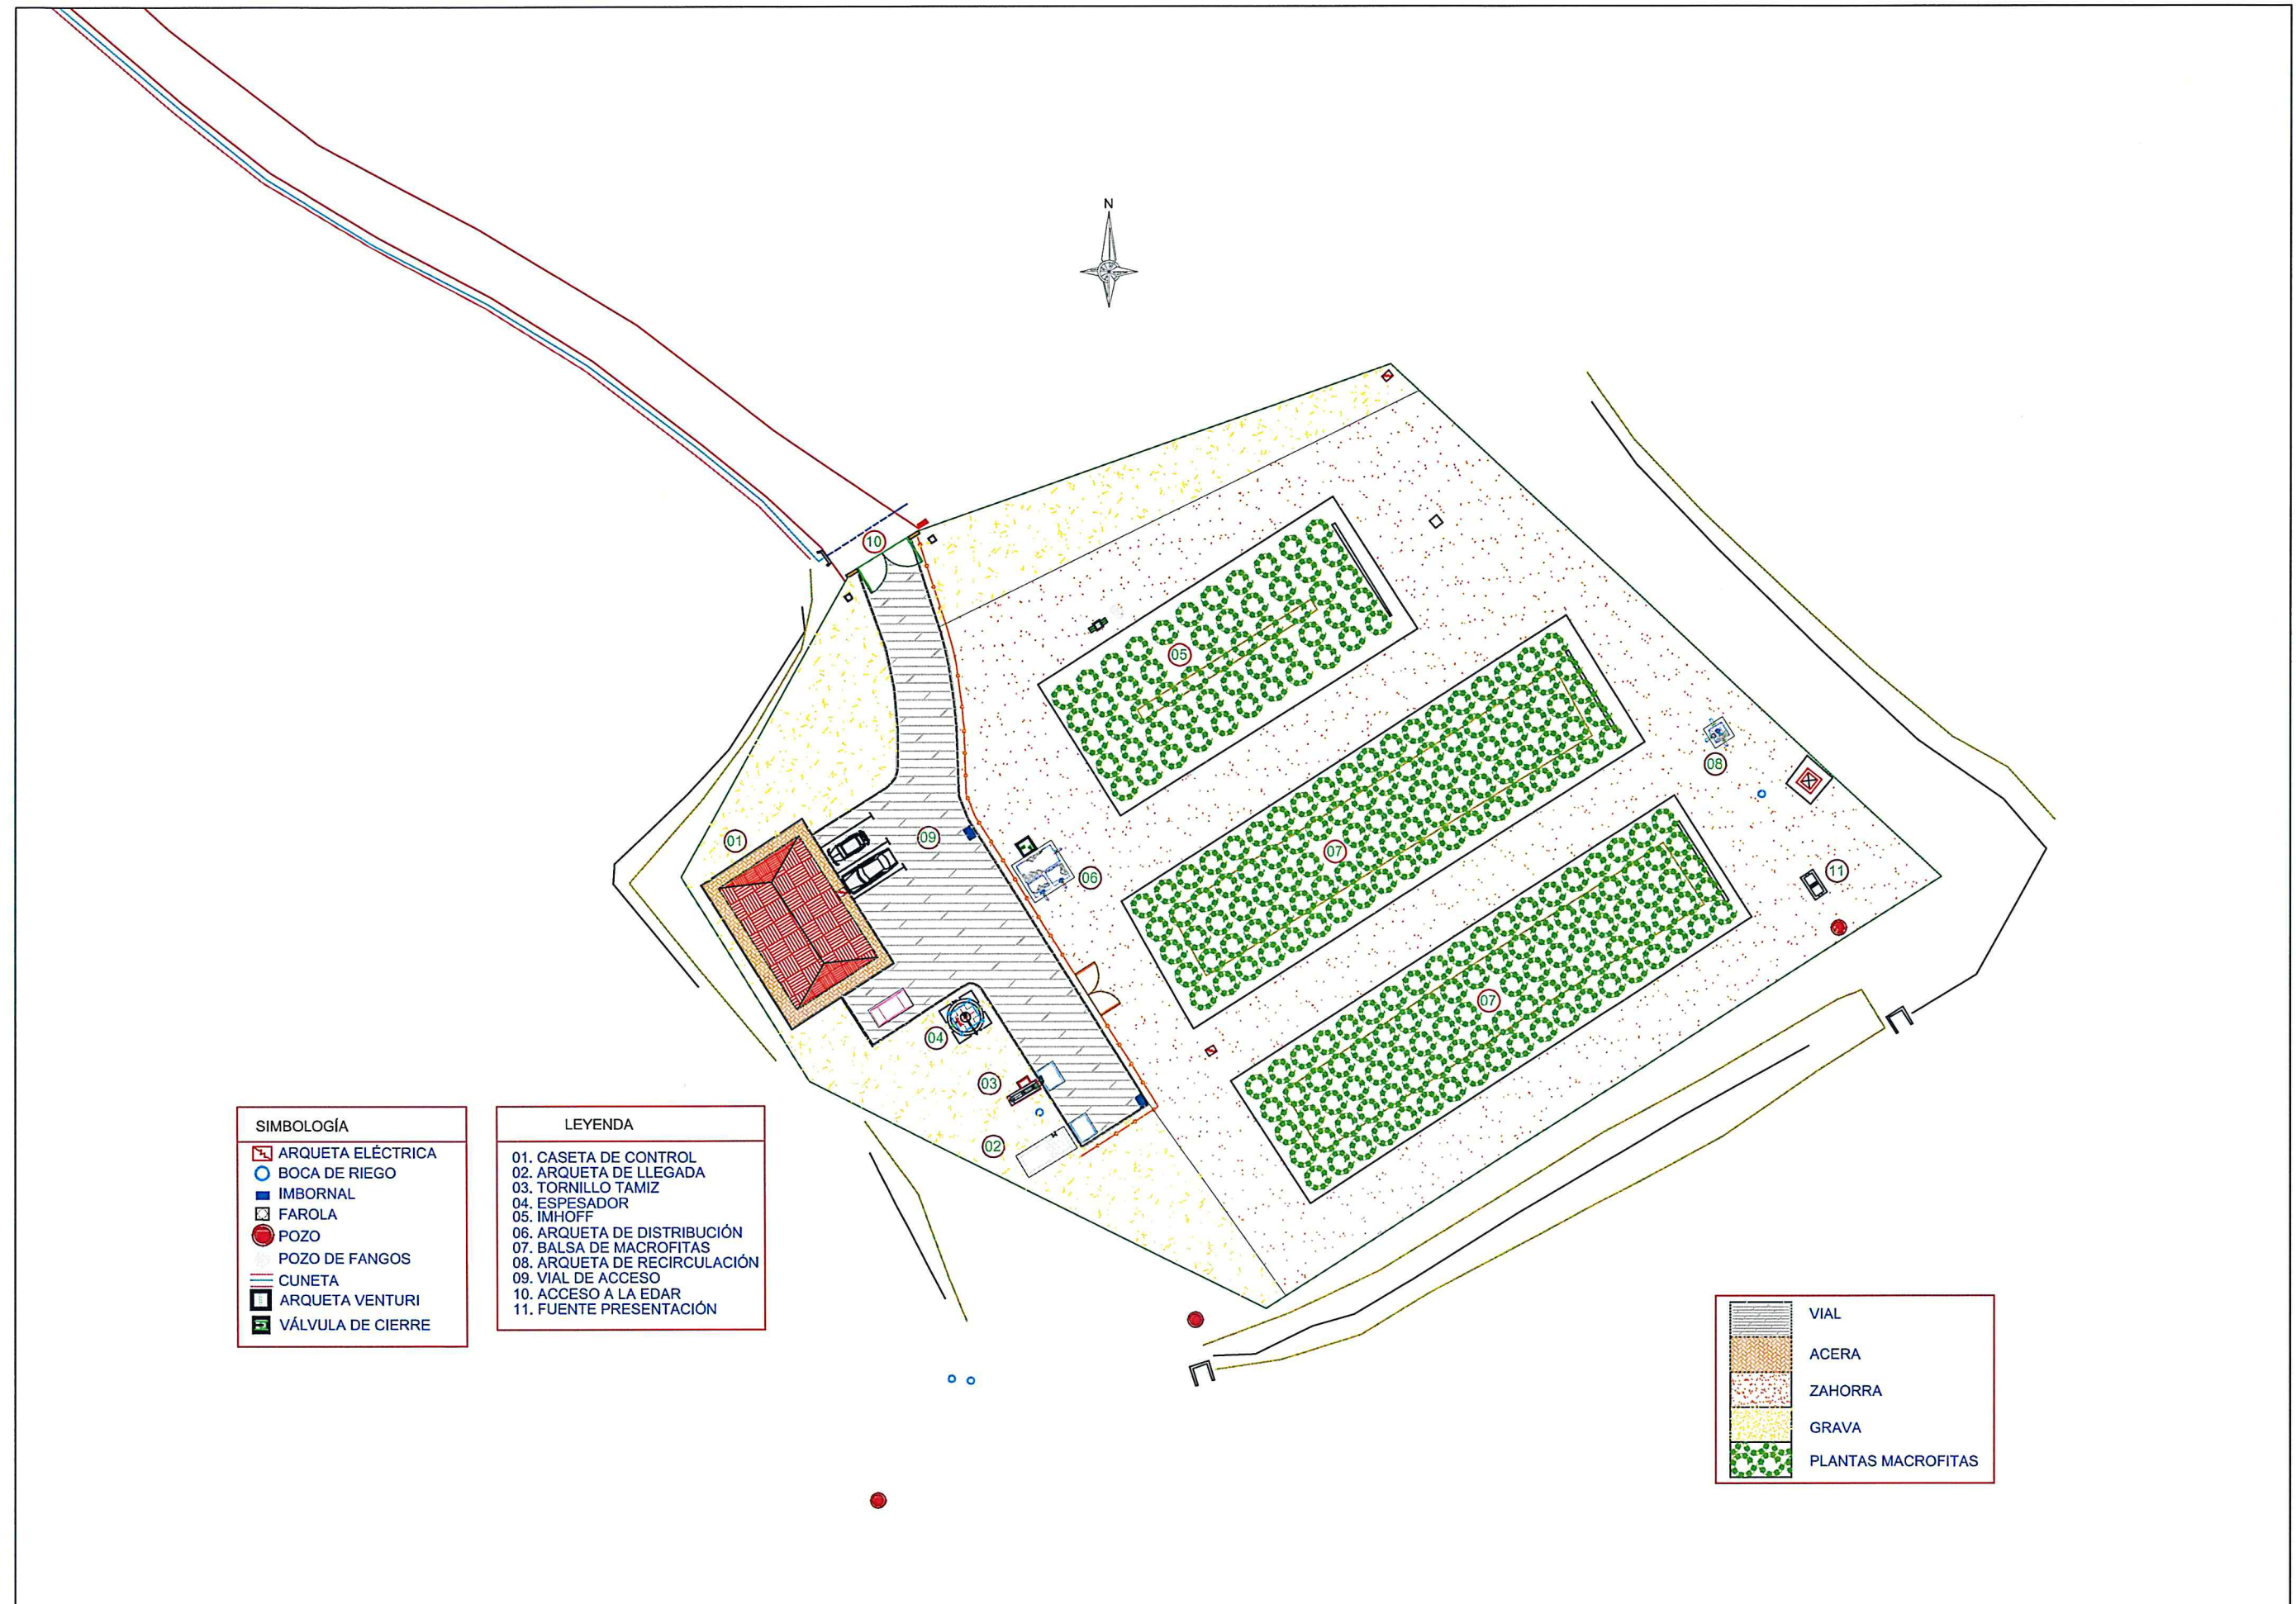 N
10
05
08
01
09
07
11
06
07
04
03
02
SIMBOLOGÍA
ARQUETA ELÉCTRICA
BOCA DE RIEGO
IMBORNAL
FAROLA
POZO
POZO DE FANGOS
CUNETA
ARQUETA VENTURI
VÁLVULA DE CIERRE
LEYENDA
01. CASETA DE CONTROL
02. ARQUETA DE LLEGADA
03. TORNILLO TAMIZ
04. ESPESADOR
05. IMHOFF
06. ARQUETA DE DISTRIBUCIÓN
07. BALSA DE MACROFITAS
08. ARQUETA DE RECIRCULACIÓN
09. VIAL DE ACCESO
10. ACCESO A LA EDAR
11. FUENTE PRESENTACIÓN
VIAL
ACERA
ZAHORRA
GRAVA
PLANTAS MACROFITAS